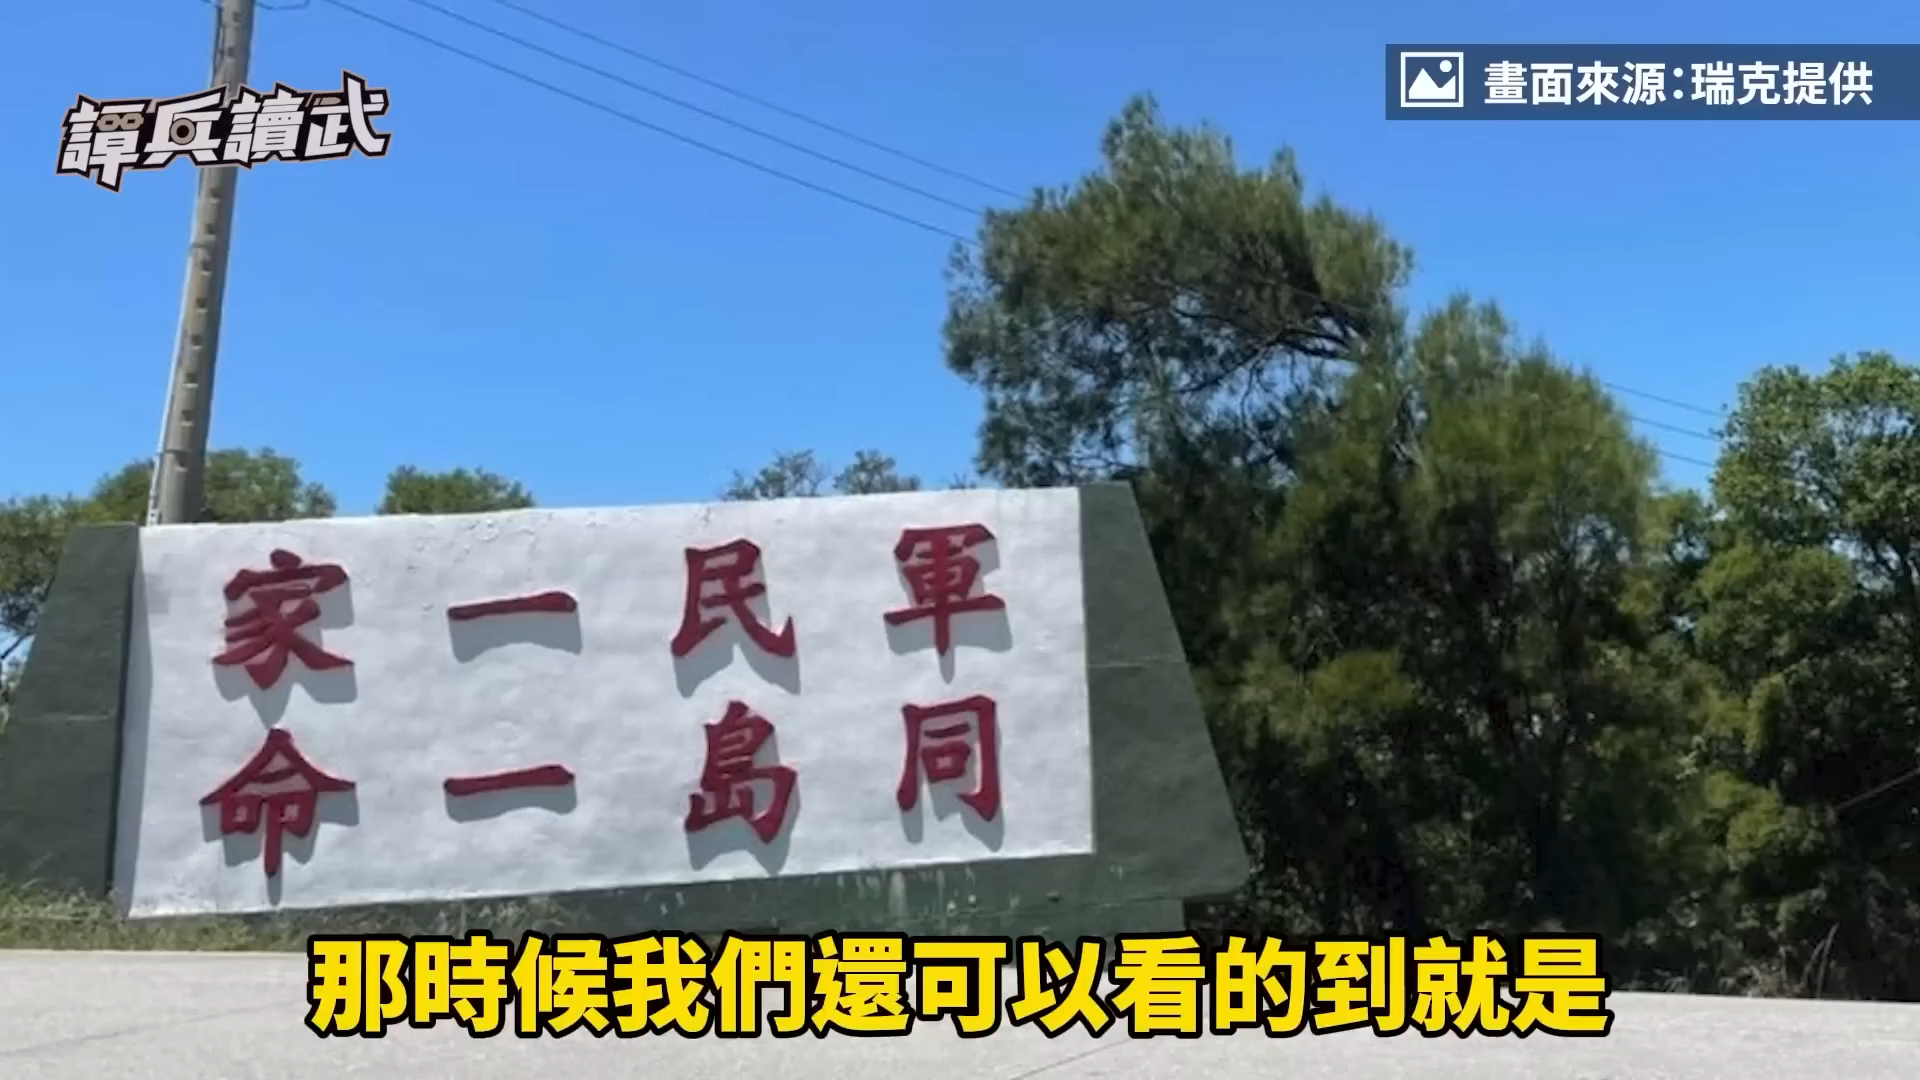 譚兵讀武
畫面來源:瑞克提供
軍民一家
同島一命
那時候我們還可以看的到就是